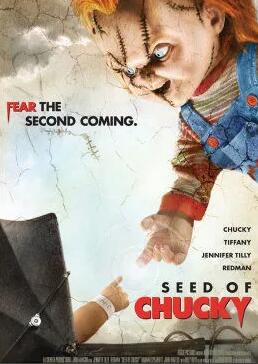 FEAR THE
SECOND COMING.
CHUCKY
TIFFANY
JENNIFER TILLY
REDMAN
SEED OF
CHUCKY